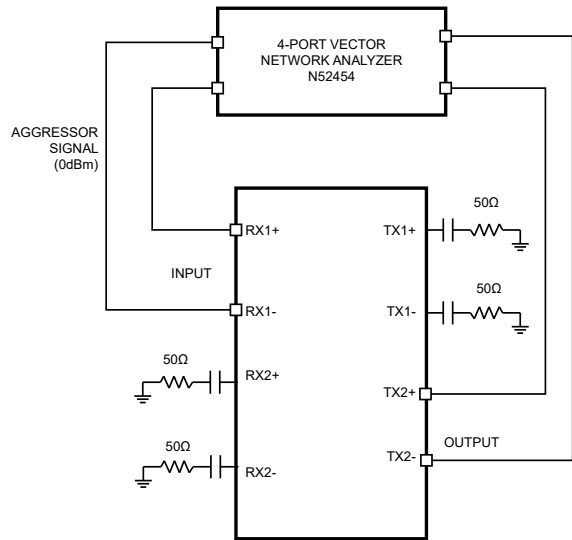 4-PORT VECTOR
NETWORK ANALYZER
N52454
AGGRESSOR
SIGNAL
(0dBm)
50Ω
RX1+
TX1+
INPUT
50Ω
RX1-
TX1-
50Ω
RX2+
TX2+
50Ω
OUTPUT
RX2-
TX2-